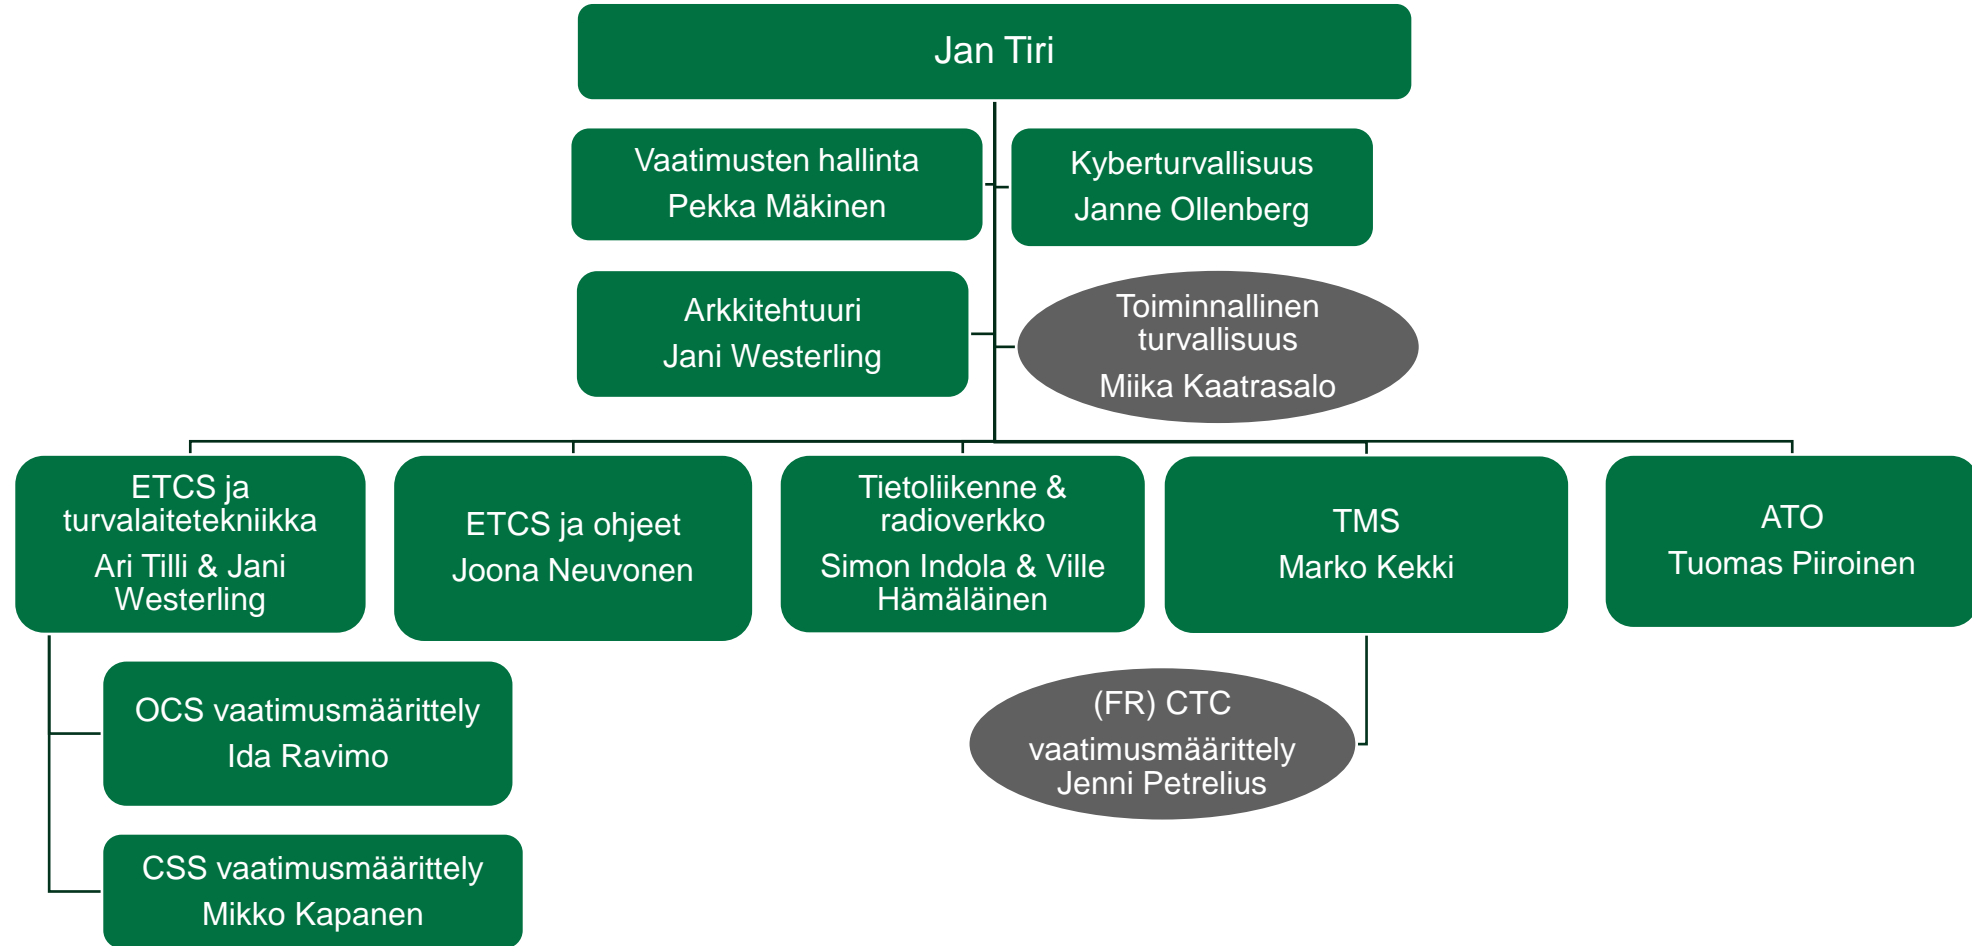 Jan Tiri
Vaatimusten hallinta
Pekka Mäkinen
Kyberturvallisuus
Janne Ollenberg
Arkkitehtuuri
Jani Westerling
Toiminnallinen
turvallisuus
Miika Kaatrasalo
ETCS ja
turvalaitetekniikka
Ari Tilli & Jani
Westerling
ETCS ja ohjeet
Joona Neuvonen
Tietoliikenne &
radioverkko
Simon Indola & Ville
Hämäläinen
TMS
Marko Kekki
ATO
Tuomas Piiroinen
OCS vaatimusmäärittely
Ida Ravimo
(FR) CTC
vaatimusmäärittely
Jenni Petrelius
CSS vaatimusmäärittely
Mikko Kapanen